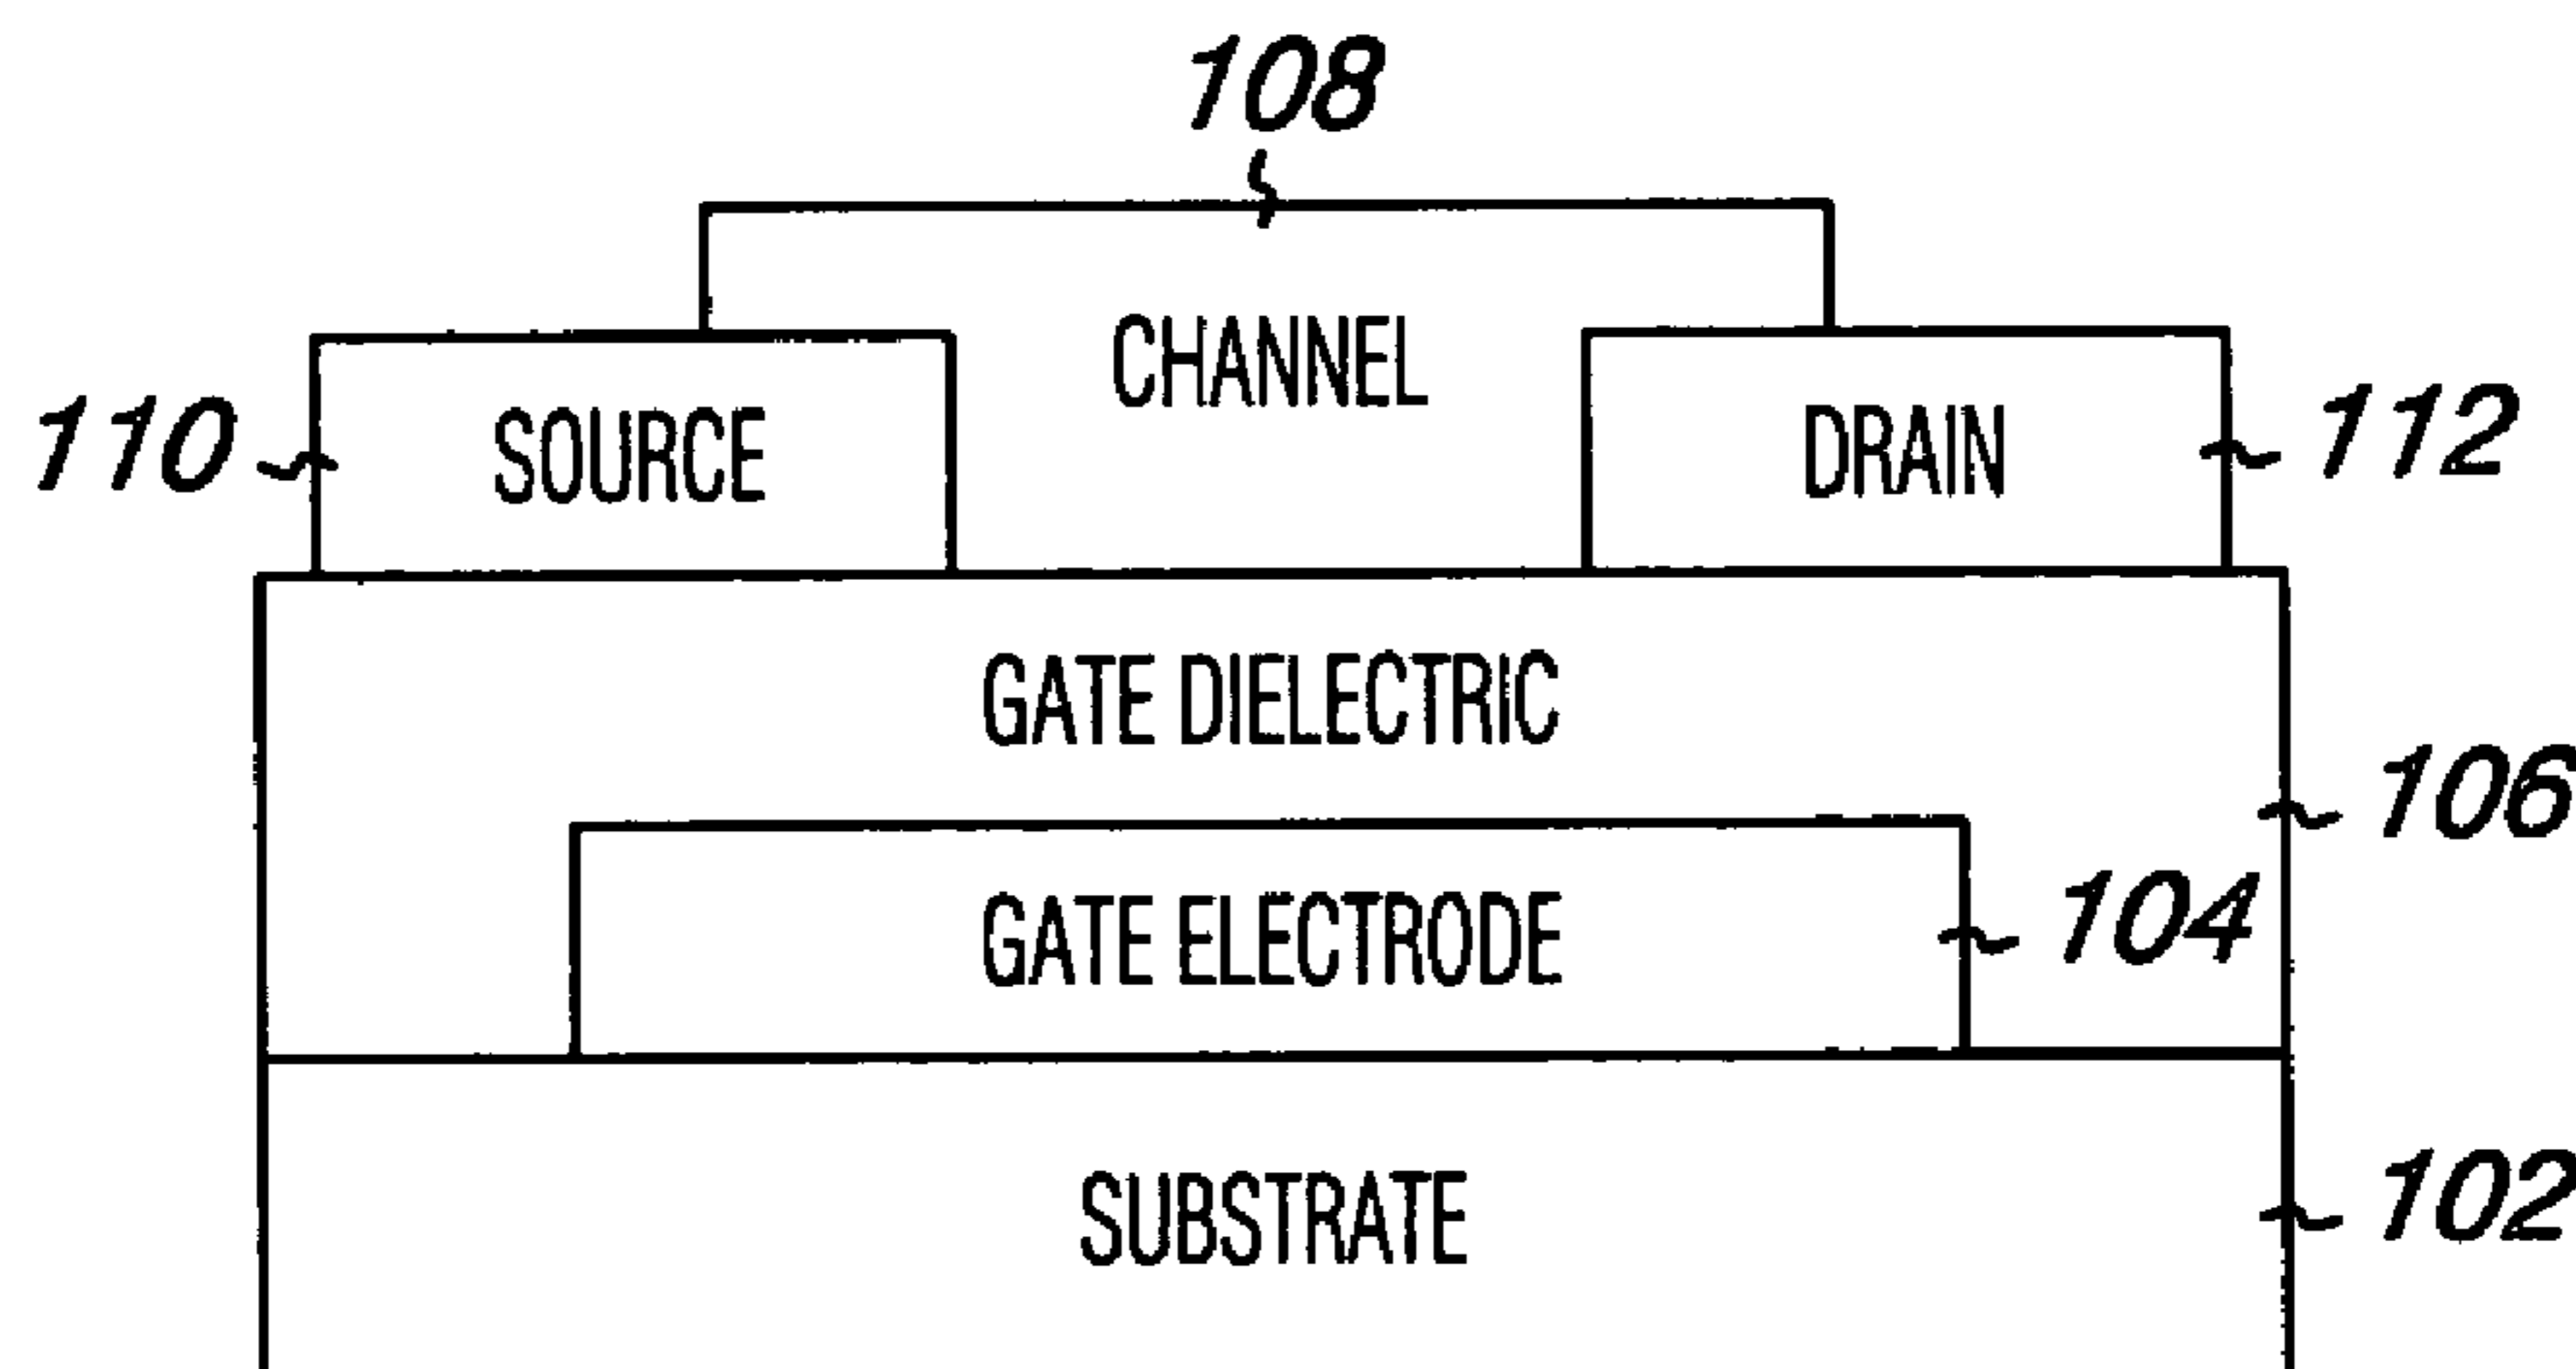 108
CHANNEL
110
SOURCE
DRAIN
112
GATE DIELECTRIC
106
GATE ELECTRODE
104
SUBSTRATE
102